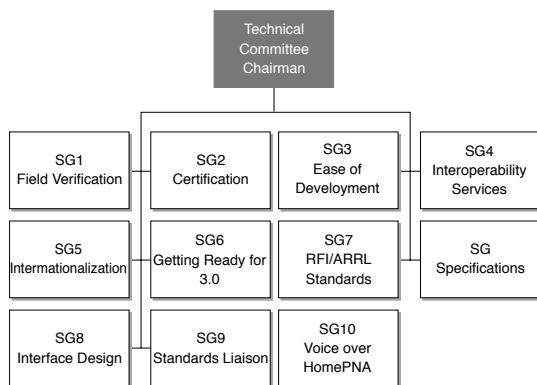 Technical
Committee
Chairman
SG1
Field Verification
SG2
Certification
SG3
Ease of
Development
SG4
Interoperability
Services
SG5
Intermationalization
SG6
Getting Ready for
3.0
SG7
RFI/ARRL
Standards
SG
Specifications
SG8
Interface Design
SG9
Standards Liaison
SG10
Voice over
HomePNA